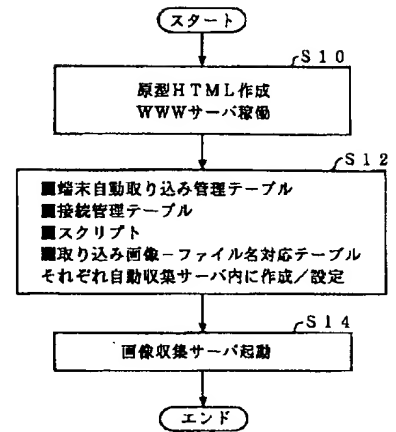 スタート
S10
原型HTML作成
WWWサーバ稼働
S12
■端末自動取り込み管理テーブル
■接続管理テーブル
■スクリプト
■取り込み画像－ファイル名対応テーブル
それぞれ自動収集サーバ内に作成／設定
S14
画像収集サーバ起動
エンド